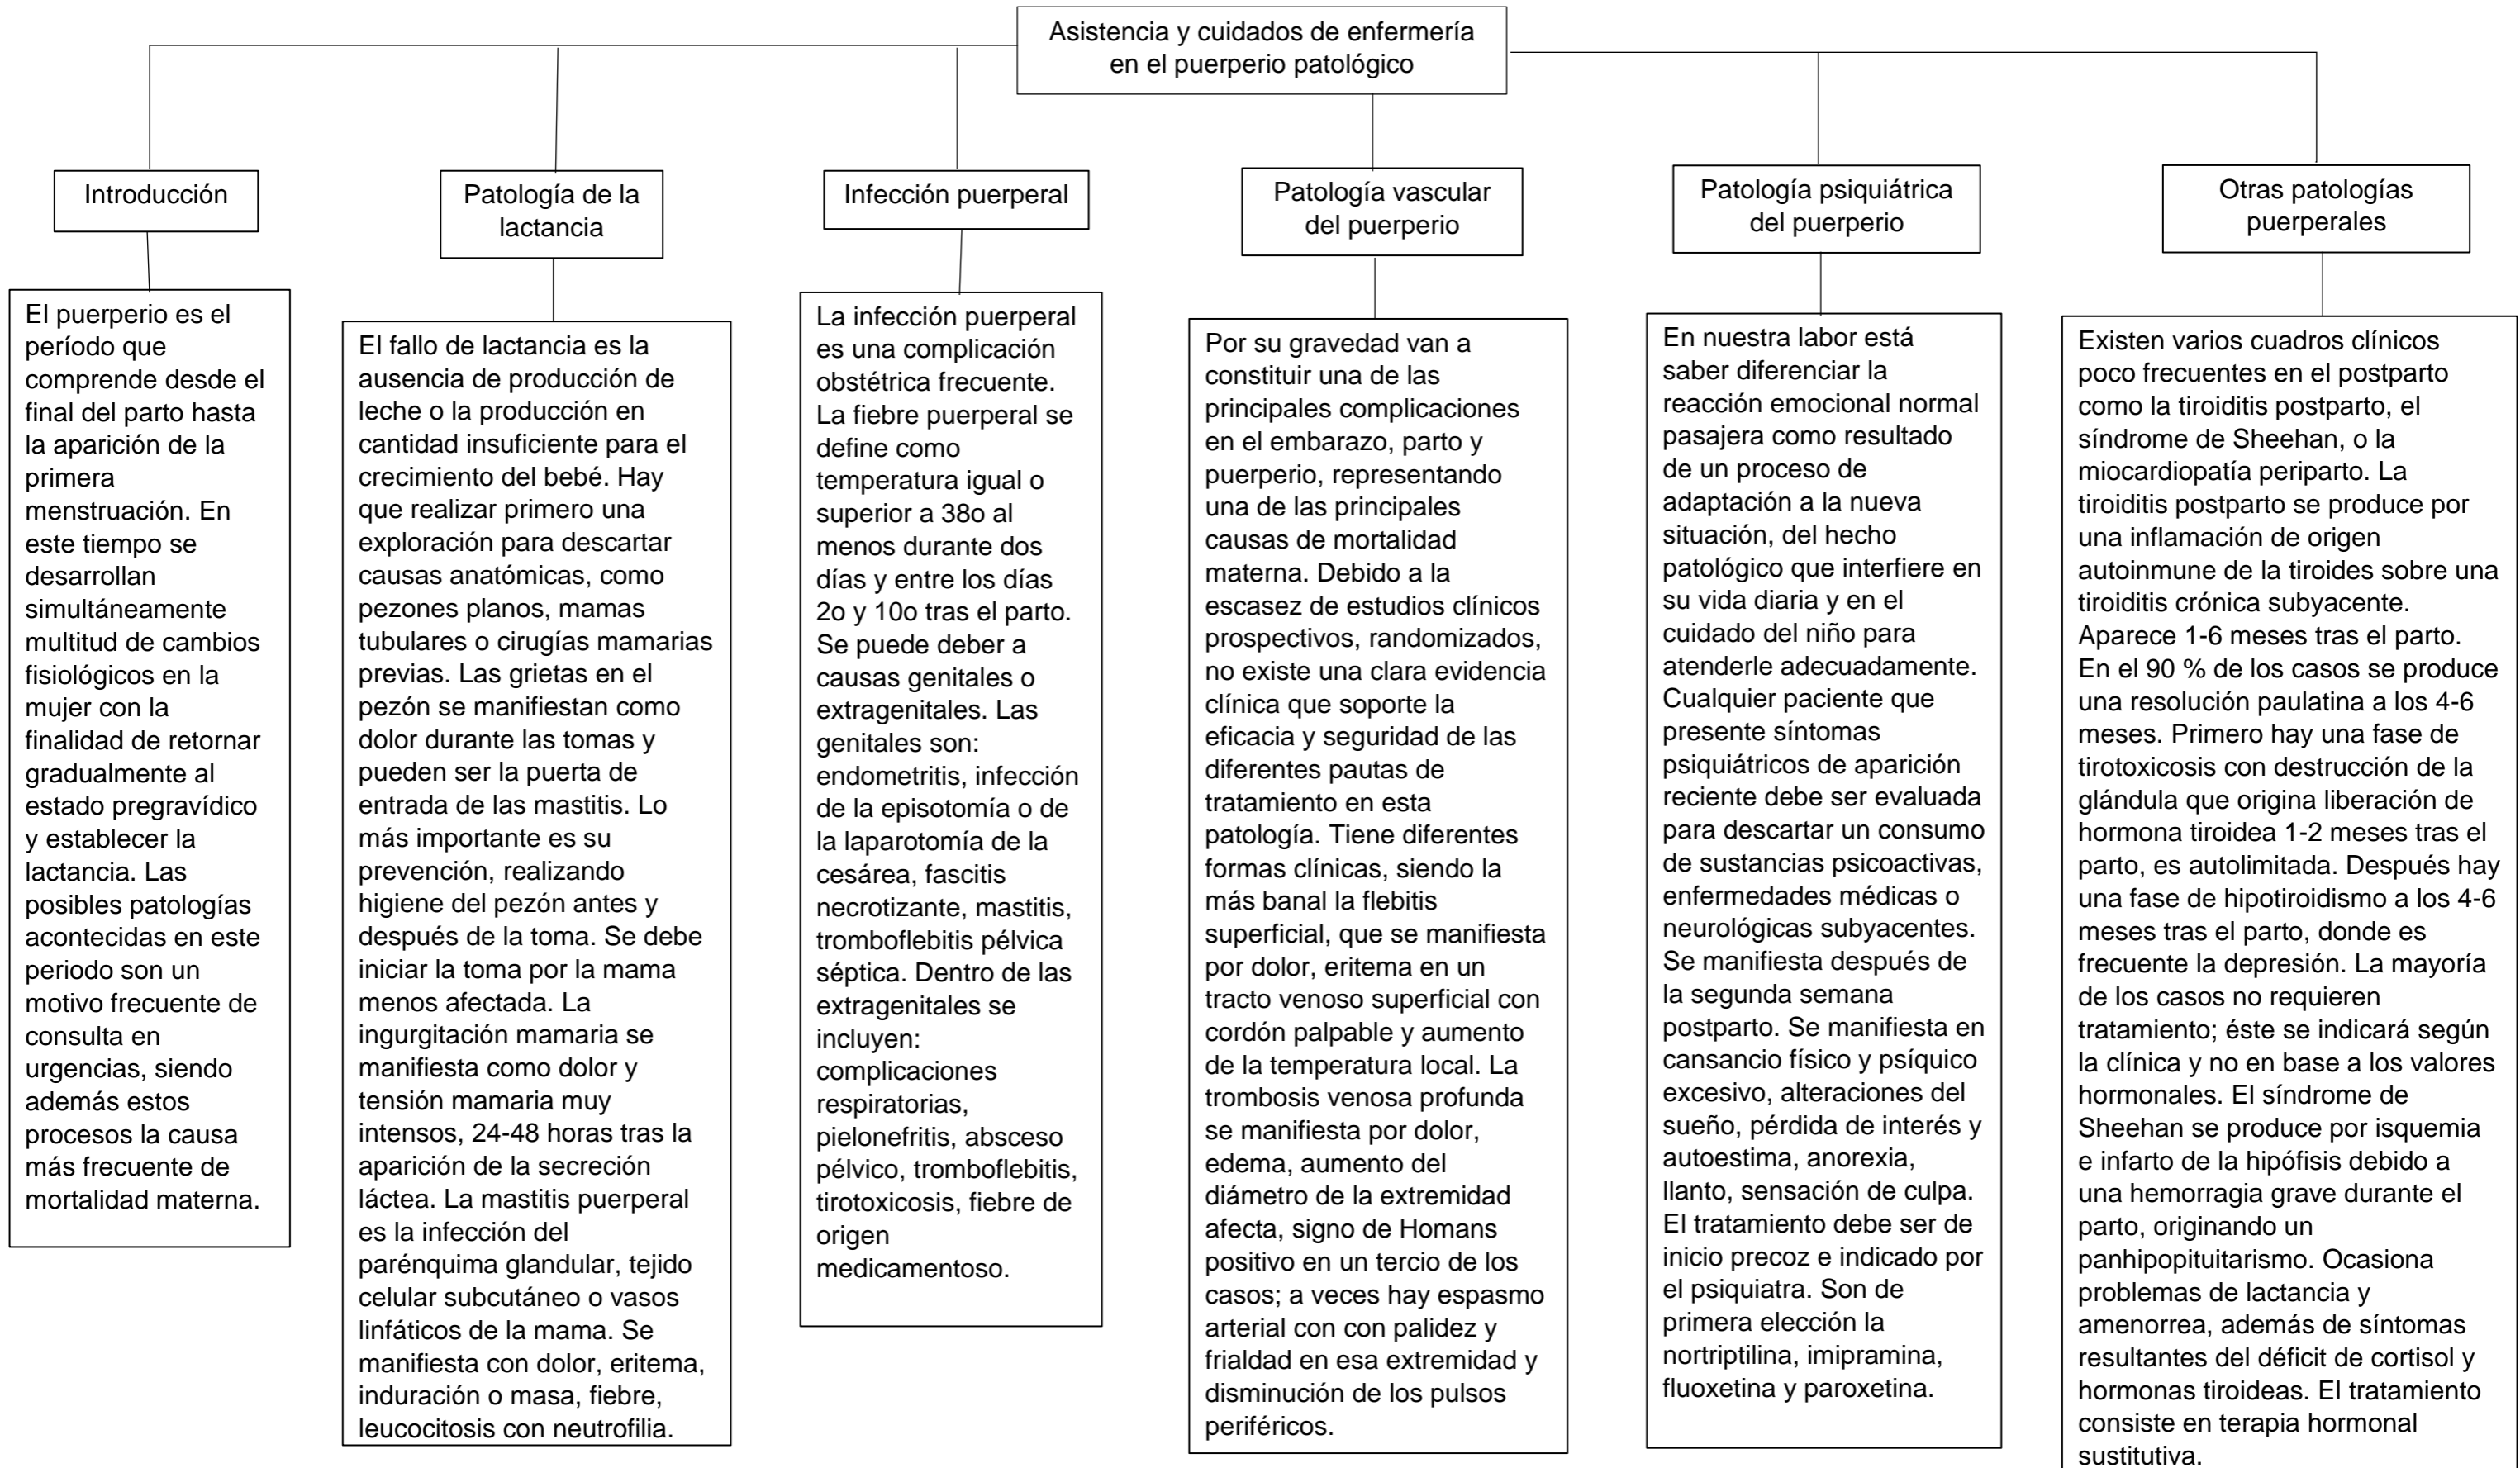 Asistencia y cuidados de enfermería
en el puerperio patológico
Introducción
El puerperio es el
período que
comprende desde el
final del parto hasta
la aparición de la
primera
menstruación. En
este tiempo se
desarrollan
simultáneamente
multitud de cambios
fisiológicos en la
mujer con la
finalidad de retornar
gradualmente al
estado pregravídico
y establecer la
lactancia. Las
posibles patologías
acontecidas en este
periodo son un
motivo frecuente de
consulta en
urgencias, siendo
además estos
procesos la causa
más frecuente de
mortalidad materna.
Patología de la
lactancia
El fallo de lactancia es la
ausencia de producción de
leche o la producción en
cantidad insuficiente para el
crecimiento del bebé. Hay
que realizar primero una
exploración para descartar
causas anatómicas, como
pezones planos, mamas
tubulares o cirugías mamarias
previas. Las grietas en el
pezón se manifiestan como
dolor durante las tomas y
pueden ser la puerta de
entrada de las mastitis. Lo
más importante es su
prevención, realizando
higiene del pezón antes y
después de la toma. Se debe
iniciar la toma por la mama
menos afectada. La
ingurgitación mamaria se
manifiesta como dolor y
tensión mamaria muy
intensos, 24-48 horas tras la
aparición de la secreción
láctea. La mastitis puerperal
es la infección del
parénquima glandular, tejido
celular subcutáneo o vasos
linfáticos de la mama. Se
manifiesta con dolor, eritema,
induración o masa, fiebre,
leucocitosis con neutrofilia.
Infección puerperal
La infección puerperal
es una complicación
obstétrica frecuente.
La fiebre puerperal se
define como
temperatura igual o
superior a 38o al
menos durante dos
días y entre los días
2o y 10o tras el parto.
Se puede deber a
causas genitales o
extragenitales. Las
genitales son:
endometritis, infección
de la episotomía o de
la laparotomía de la
cesárea, fascitis
necrotizante, mastitis,
tromboflebitis pélvica
séptica. Dentro de las
extragenitales se
incluyen:
complicaciones
respiratorias,
pielonefritis, absceso
pélvico, tromboflebitis,
tirotoxicosis, fiebre de
origen
medicamentoso.
Patología vascular
del puerperio
Por su gravedad van a
constituir una de las
principales complicaciones
en el embarazo, parto y
puerperio, representando
una de las principales
causas de mortalidad
materna. Debido a la
escasez de estudios clínicos
prospectivos, randomizados,
no existe una clara evidencia
clínica que soporte la
eficacia y seguridad de las
diferentes pautas de
tratamiento en esta
patología. Tiene diferentes
formas clínicas, siendo la
más banal la flebitis
superficial, que se manifiesta
por dolor, eritema en un
tracto venoso superficial con
cordón palpable y aumento
de la temperatura local. La
trombosis venosa profunda
se manifiesta por dolor,
edema, aumento del
diámetro de la extremidad
afecta, signo de Homans
positivo en un tercio de los
casos; a veces hay espasmo
arterial con con palidez y
frialdad en esa extremidad y
disminución de los pulsos
periféricos.
Patología psiquiátrica
del puerperio
En nuestra labor está
saber diferenciar la
reacción emocional normal
pasajera como resultado
de un proceso de
adaptación a la nueva
situación, del hecho
patológico que interfiere en
su vida diaria y en el
cuidado del niño para
atenderle adecuadamente.
Cualquier paciente que
presente síntomas
psiquiátricos de aparición
reciente debe ser evaluada
para descartar un consumo
de sustancias psicoactivas,
enfermedades médicas o
neurológicas subyacentes.
Se manifiesta después de
la segunda semana
postparto. Se manifiesta en
cansancio físico y psíquico
excesivo, alteraciones del
sueño, pérdida de interés y
autoestima, anorexia,
llanto, sensación de culpa.
El tratamiento debe ser de
inicio precoz e indicado por
el psiquiatra. Son de
primera elección la
nortriptilina, imipramina,
fluoxetina y paroxetina.
Otras patologías
puerperales
Existen varios cuadros clínicos
poco frecuentes en el postparto
como la tiroiditis postparto, el
síndrome de Sheehan, o la
miocardiopatía periparto. La
tiroiditis postparto se produce por
una inflamación de origen
autoinmune de la tiroides sobre una
tiroiditis crónica subyacente.
Aparece 1-6 meses tras el parto.
En el 90 % de los casos se produce
una resolución paulatina a los 4-6
meses. Primero hay una fase de
tirotoxicosis con destrucción de la
glándula que origina liberación de
hormona tiroidea 1-2 meses tras el
parto, es autolimitada. Después hay
una fase de hipotiroidismo a los 4-6
meses tras el parto, donde es
frecuente la depresión. La mayoría
de los casos no requieren
tratamiento; éste se indicará según
la clínica y no en base a los valores
hormonales. El síndrome de
Sheehan se produce por isquemia
e infarto de la hipófisis debido a
una hemorragia grave durante el
parto, originando un
panhipopituitarismo. Ocasiona
problemas de lactancia y
amenorrea, además de síntomas
resultantes del déficit de cortisol y
hormonas tiroideas. El tratamiento
consiste en terapia hormonal
sustitutiva.